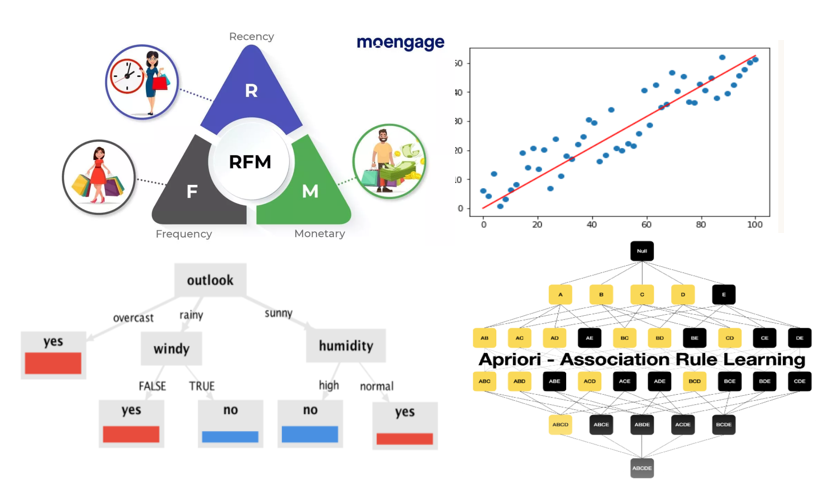 Recency
moengage
R
RFM
F
M
Frequency
Monetary
50
40
30
20
10
0
0
20
40
60
80
100
outlook
overcast
rainy
sunny
yes
windy
humidity
FALSE
TRUE
high
normal
yes
no
no
yes
Null
A
B
C
D
E
AB
AC
AD
AE
BC
BD
BE
CD
CE
DE
Apriori - Association Rule Learning
ABC
ABD
ABE
ACD
ACE
ADE
BCD
BCE
BDE
CDE
ABCD
ABCE
ABDE
ACDE
BCDE
ABCDE